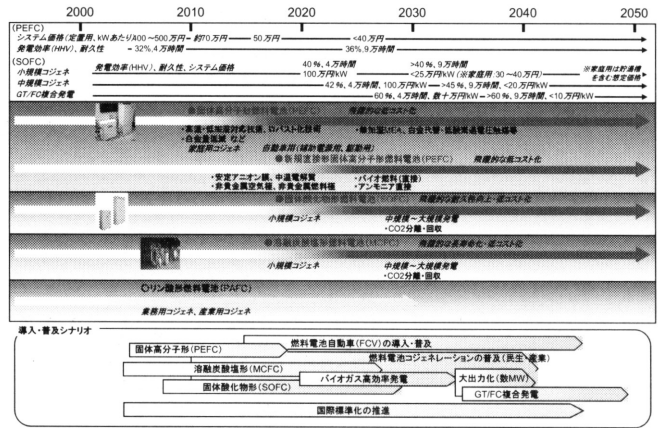 2000 2010 2020 2030 2040 2050
(PEFC)
システム価格(定置用、kWあたり)400~500万円 約70万円 50万円 <40万円
発電効率(HHV)、耐久性 32%,4万時間 36%,9万時間
(SOFC)
発電効率(HHV)、耐久性、システム価格 40%,4万時間 >40%,9万時間
小規模コジェネ 100万円/kW <25万円/kW(※家庭用:30~40万円) ※家庭用は貯湯槽を含む想定価格
中規模コジェネ 42%,4万時間,100万円/kW >45%,9万時間,<20万円/kW
GT/FC複合発電 60%,4万時間,数十万円/kW >60%,9万時間,<10万円/kW
●固体高分子形燃料電池(PEFC) 飛躍的な低コスト化
・高温・低加湿対応技術、ロバスト化技術
・白金量低減 など
・無加湿MEA、白金代替・低酸素過電圧触媒等
家庭用コジェネ 自動車用(補助電源用、駆動用)
●新規直接形固体高分子形燃料電池(PEFC) 飛躍的な低コスト化
・安定アニオン膜、中温電解質 ・バイオ燃料(直接)
・非貴金属空気極、非貴金属燃料極 ・アンモニア直接
●固体酸化物形燃料電池(SOFC) 飛躍的な耐久性向上・低コスト化
小規模コジェネ 中規模~大規模発電
・CO2分離・回収
●溶融炭酸塩形燃料電池(MCFC) 飛躍的な長寿命化・低コスト化
小規模コジェネ 中規模~大規模発電
・CO2分離・回収
○リン酸形燃料電池(PAFC)
業務用コジェネ、産業用コジェネ
導入・普及シナリオ
燃料電池自動車(FCV)の導入・普及
固体高分子形(PEFC)
燃料電池コジェネレーションの普及(民生・産業)
溶融炭酸塩形(MCFC)
バイオガス高効率発電 大出力化(数MW)
固体酸化物形(SOFC)
GT/FC複合発電
国際標準化の推進